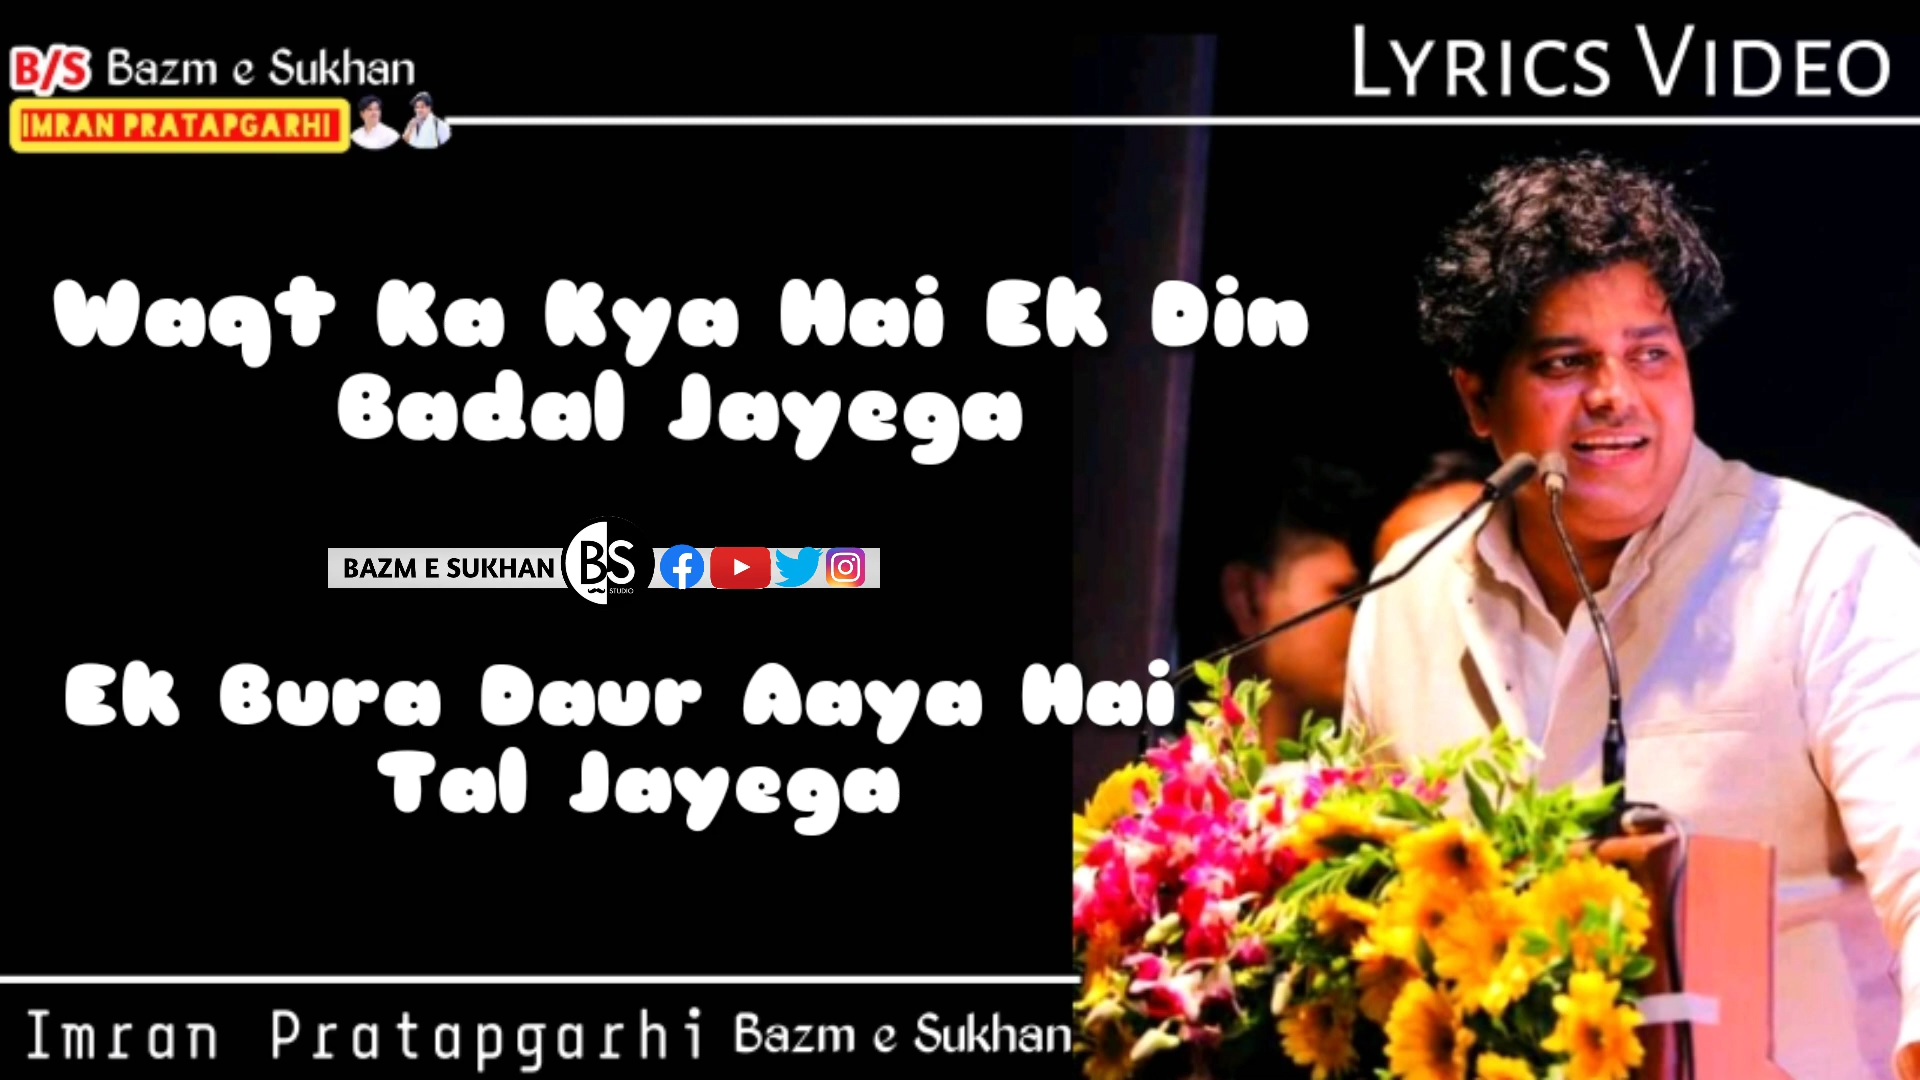 B/S Bazm e Sukhan
IMRAN PRATAPGARHI
LYRICS VIDEO
Waqt Ka Kya Hai Ek Din
Badal Jayega
BAZM E SUKHAN BS
STUDIO
Ek Bura Daur Aaya Hai
Tal Jayega
Imran Pratapgarhi Bazm e Sukhan